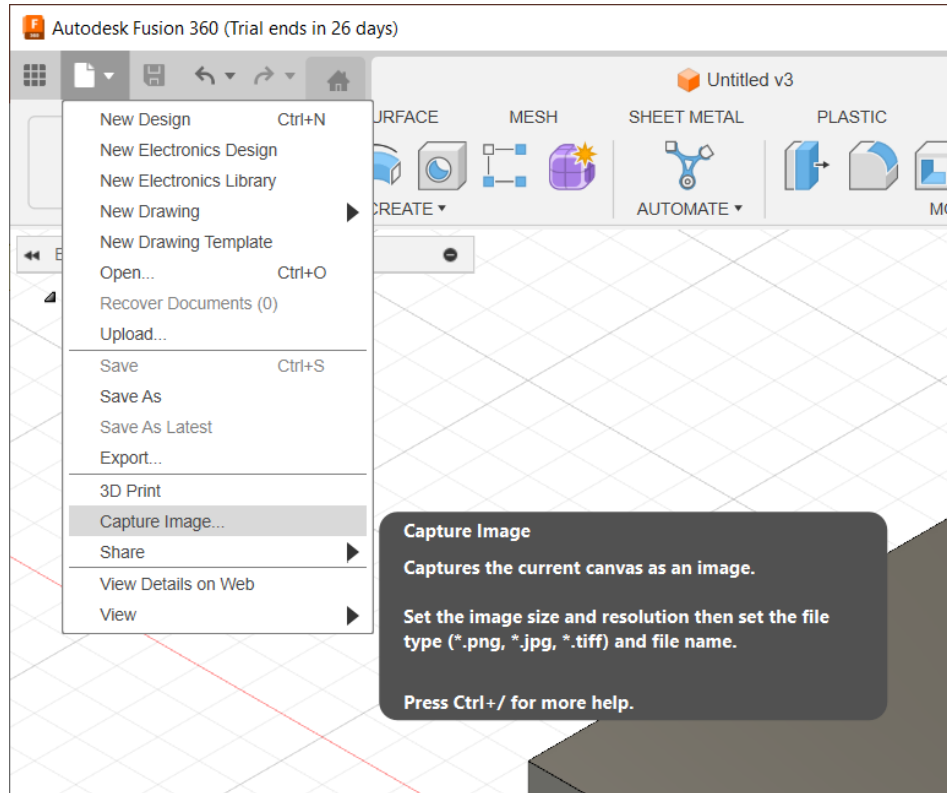 F
360
Autodesk Fusion 360 (Trial ends in 26 days)
Untitled v3
URFACE MESH SHEET METAL PLASTIC
CREATE ▾ AUTOMATE ▾
New Design Ctrl+N
New Electronics Design
New Electronics Library
New Drawing
New Drawing Template
Open... Ctrl+O
Recover Documents (0)
Upload...
Save Ctrl+S
Save As
Save As Latest
Export...
3D Print
Capture Image...
Share
View Details on Web
View
Capture Image
Captures the current canvas as an image.
Set the image size and resolution then set the file
type (*.png, *.jpg, *.tiff) and file name.
Press Ctrl+/ for more help.